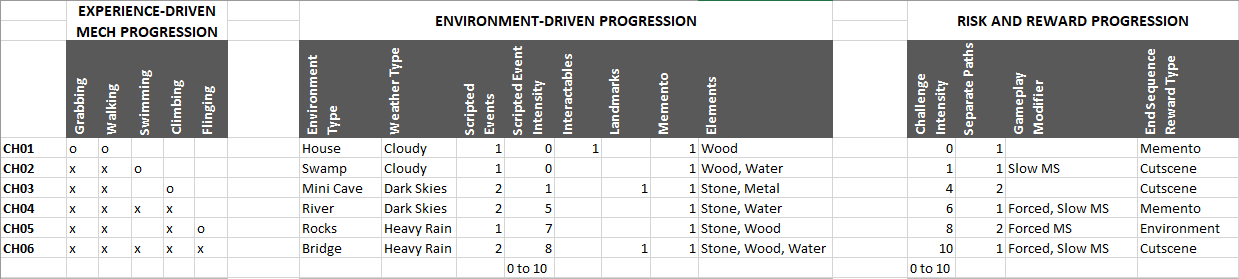 EXPERIENCE-DRIVEN MECH PROGRESSION ENVIRONMENT-DRIVEN PROGRESSION RISK AND REWARD PROGRESSION
Grabbing Walking Swimming Climbing Flinging Environment Type Weather Type Scripted Events Scripted Event Intensity Interactables Landmarks Memento Elements Challenge Intensity Separate Paths Gameplay Modifier End Sequence Reward Type
CH01 o o House Cloudy 1 0 1 1 Wood 0 1 Memento
CH02 x x o Swamp Cloudy 1 0 1 Wood, Water 1 1 Slow MS Cutscene
CH03 x x o Mini Cave Dark Skies 2 1 1 1 Stone, Metal 4 2 Cutscene
CH04 x x x x River Dark Skies 2 5 1 Stone, Water 6 1 Forced, Slow MS Memento
CH05 x x x o Rocks Heavy Rain 1 7 1 Stone, Wood 8 2 Forced MS Environment
CH06 x x x x x Bridge Heavy Rain 2 8 1 1 Stone, Wood, Water 10 1 Forced, Slow MS Cutscene
0 to 10 0 to 10